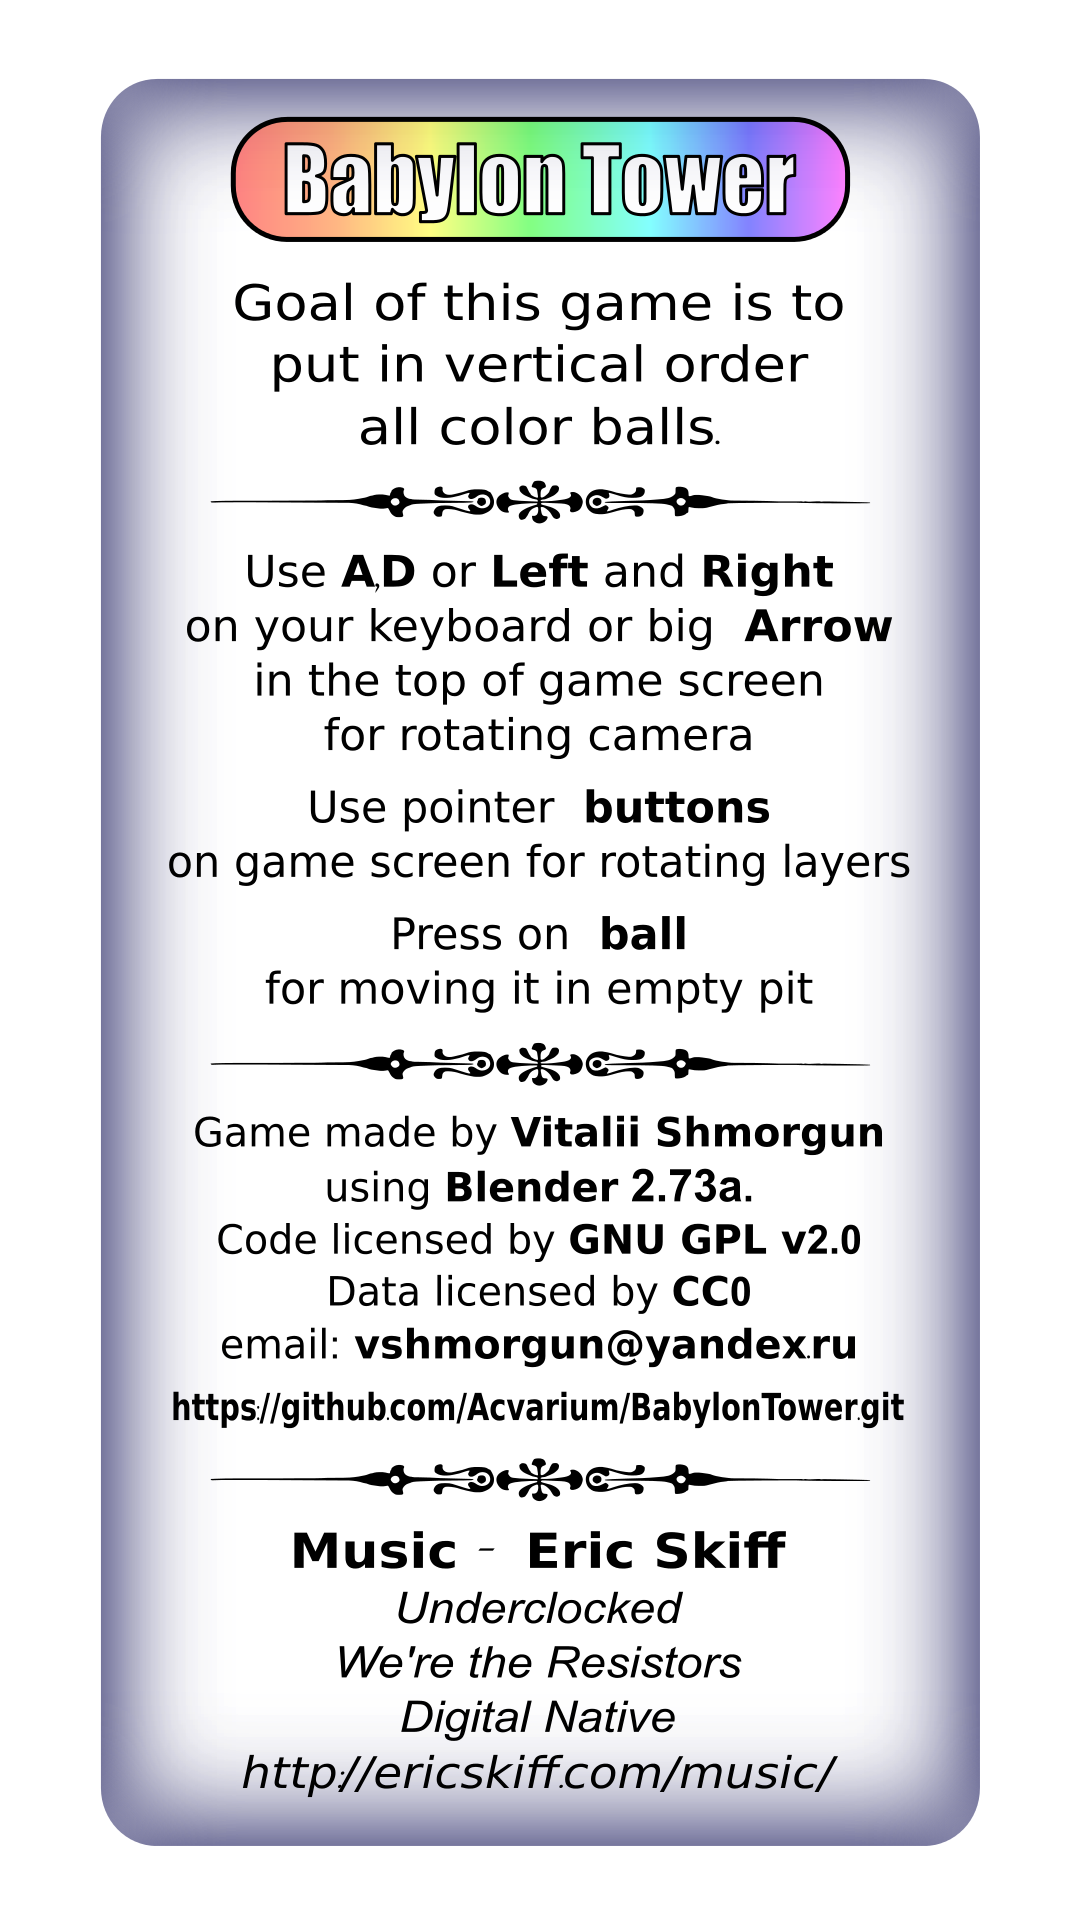 Babylon Tower
Goal of this game is to
put in vertical order
all color balls.
Use A,D or Left and Right
on your keyboard or big Arrow
in the top of game screen
for rotating camera
Use pointer buttons
on game screen for rotating layers
Press on ball
for moving it in empty pit
Game made by Vitalii Shmorgun
using Blender 2.73a.
Code licensed by GNU GPL v2.0
Data licensed by CC0
email: vshmorgun@yandex.ru
https://github.com/Acvarium/BabylonTower.git
Music - Eric Skiff
Underclocked
We're the Resistors
Digital Native
http://ericskiff.com/music/